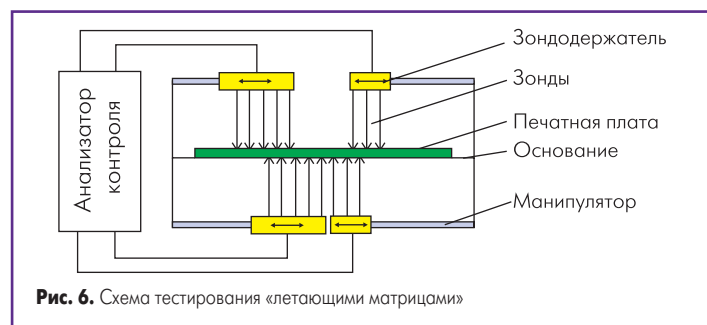 Зондодержатель
Зонды
Печатная плата
Основание
Манипулятор
Анализатор
контроля
Рис. 6. Схема тестирования «летающими матрицами»